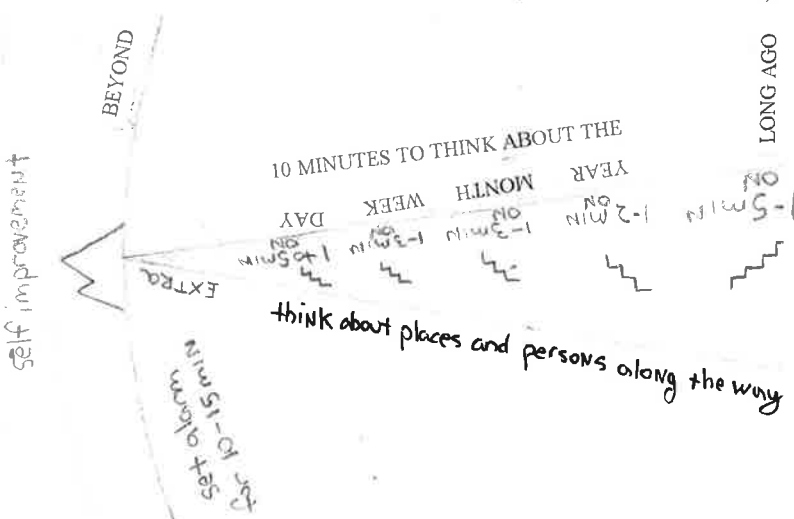 BEYOND
LONG AGO
10 MINUTES TO THINK ABOUT THE
DAY
WEEK
MONTH
YEAR
1 to 5 MIN
ON
1-3 MIN
ON
1-3 MIN
ON
1-2 MIN
ON
1-5 MIN
ON
EXTRA
self improvement
think about places and persons along the way
set alarm
for 10-15 MIN